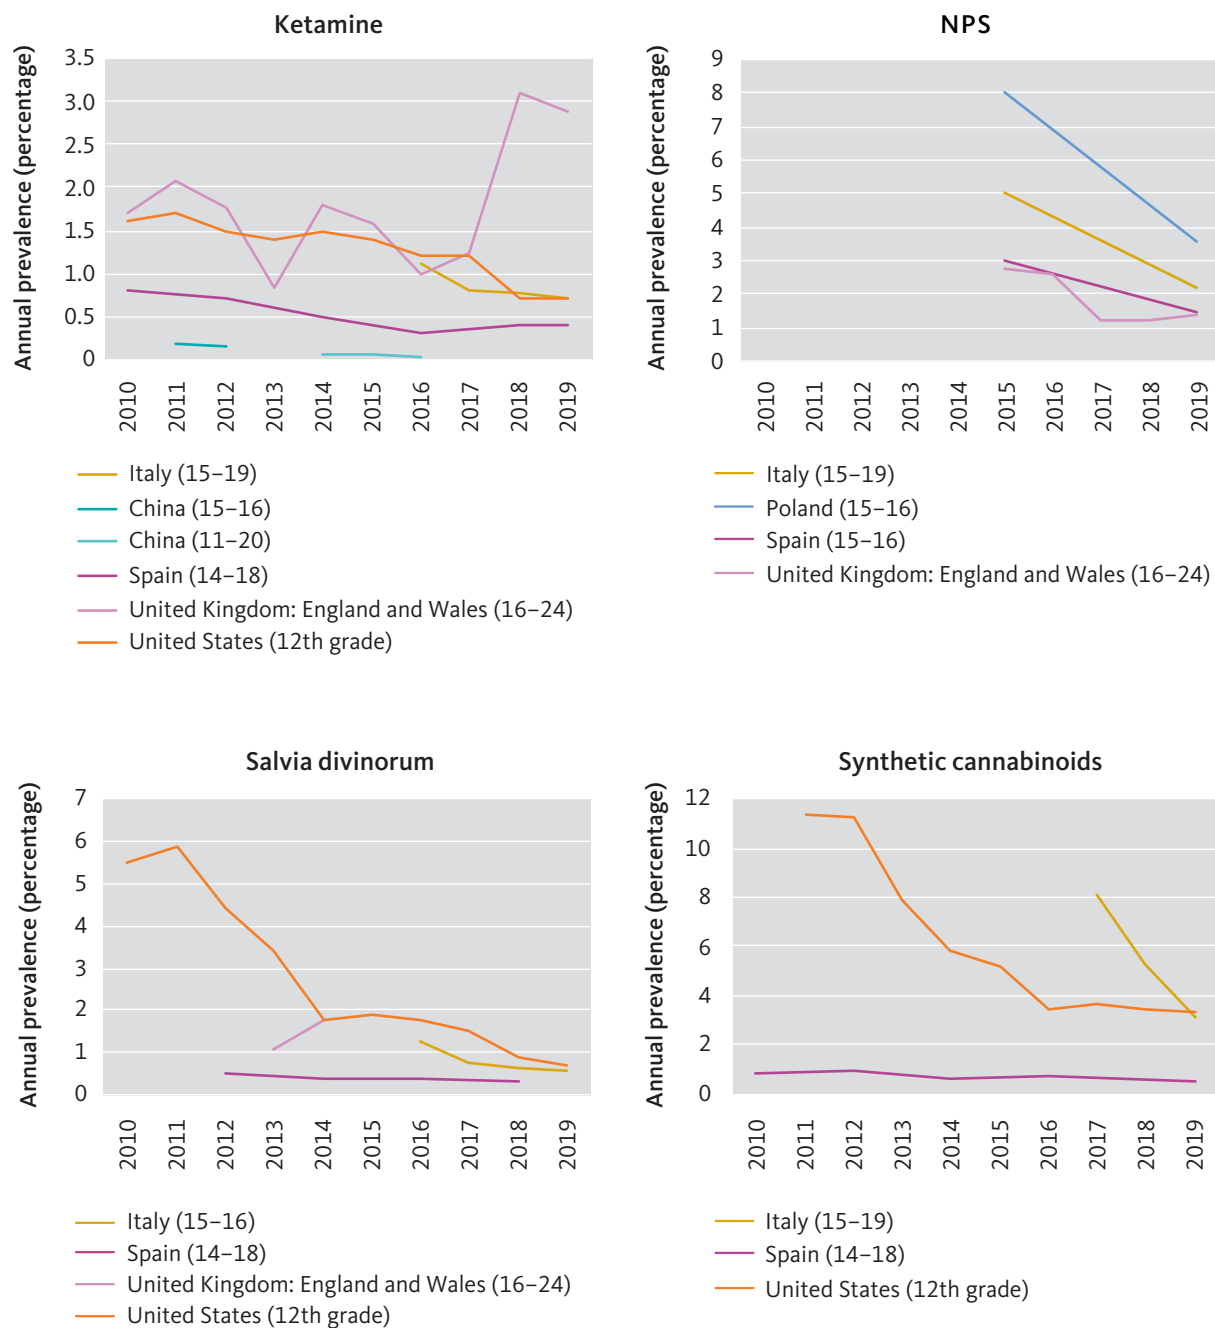 Ketamine
Annual prevalence (percentage)
3.5
3.0
2.5
2.0
1.5
1.0
0.5
0
2010
2011
2012
2013
2014
2015
2016
2017
2018
2019
Italy (15–19)
China (15–16)
China (11–20)
Spain (14–18)
United Kingdom: England and Wales (16–24)
United States (12th grade)
NPS
Annual prevalence (percentage)
9
8
7
6
5
4
3
2
1
0
2010
2011
2012
2013
2014
2015
2016
2017
2018
2019
Italy (15–19)
Poland (15–16)
Spain (15–16)
United Kingdom: England and Wales (16–24)
Salvia divinorum
Annual prevalence (percentage)
7
6
5
4
3
2
1
0
2010
2011
2012
2013
2014
2015
2016
2017
2018
2019
Italy (15–16)
Spain (14–18)
United Kingdom: England and Wales (16–24)
United States (12th grade)
Synthetic cannabinoids
Annual prevalence (percentage)
12
10
8
6
4
2
0
2010
2011
2012
2013
2014
2015
2016
2017
2018
2019
Italy (15–19)
Spain (14–18)
United States (12th grade)